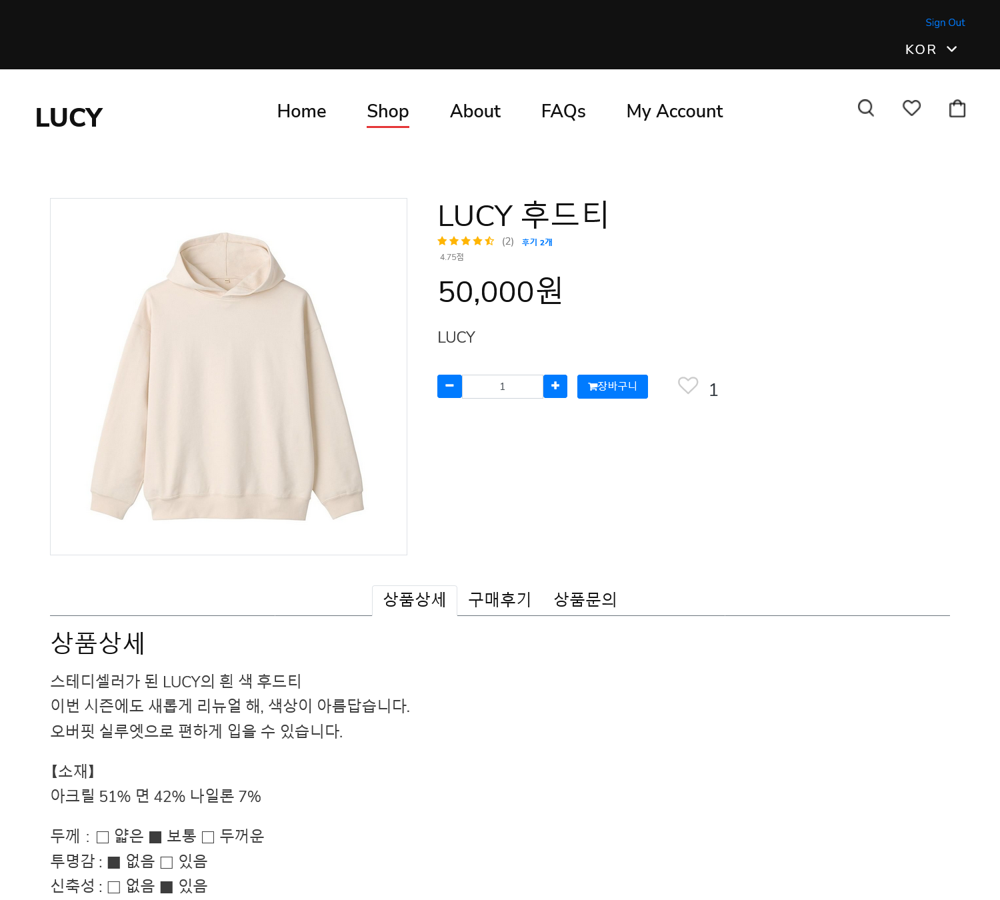 Sign Out
KOR
LUCY
Home
Shop
About
FAQs
My Account
LUCY 후드티
(2) 후기 2개
4.75점
50,000원
LUCY
1
장바구니
1
상품상세
구매후기
상품문의
상품상세
스테디셀러가 된 LUCY의 흰 색 후드티
이번 시즌에도 새롭게 리뉴얼 해, 색상이 아름답습니다.
오버핏 실루엣으로 편하게 입을 수 있습니다.
【소재】
아크릴 51% 면 42% 나일론 7%
두께 : □ 얇은 ■ 보통 □ 두꺼운
투명감 : ■ 없음 □ 있음
신축성 : □ 없음 ■ 있음